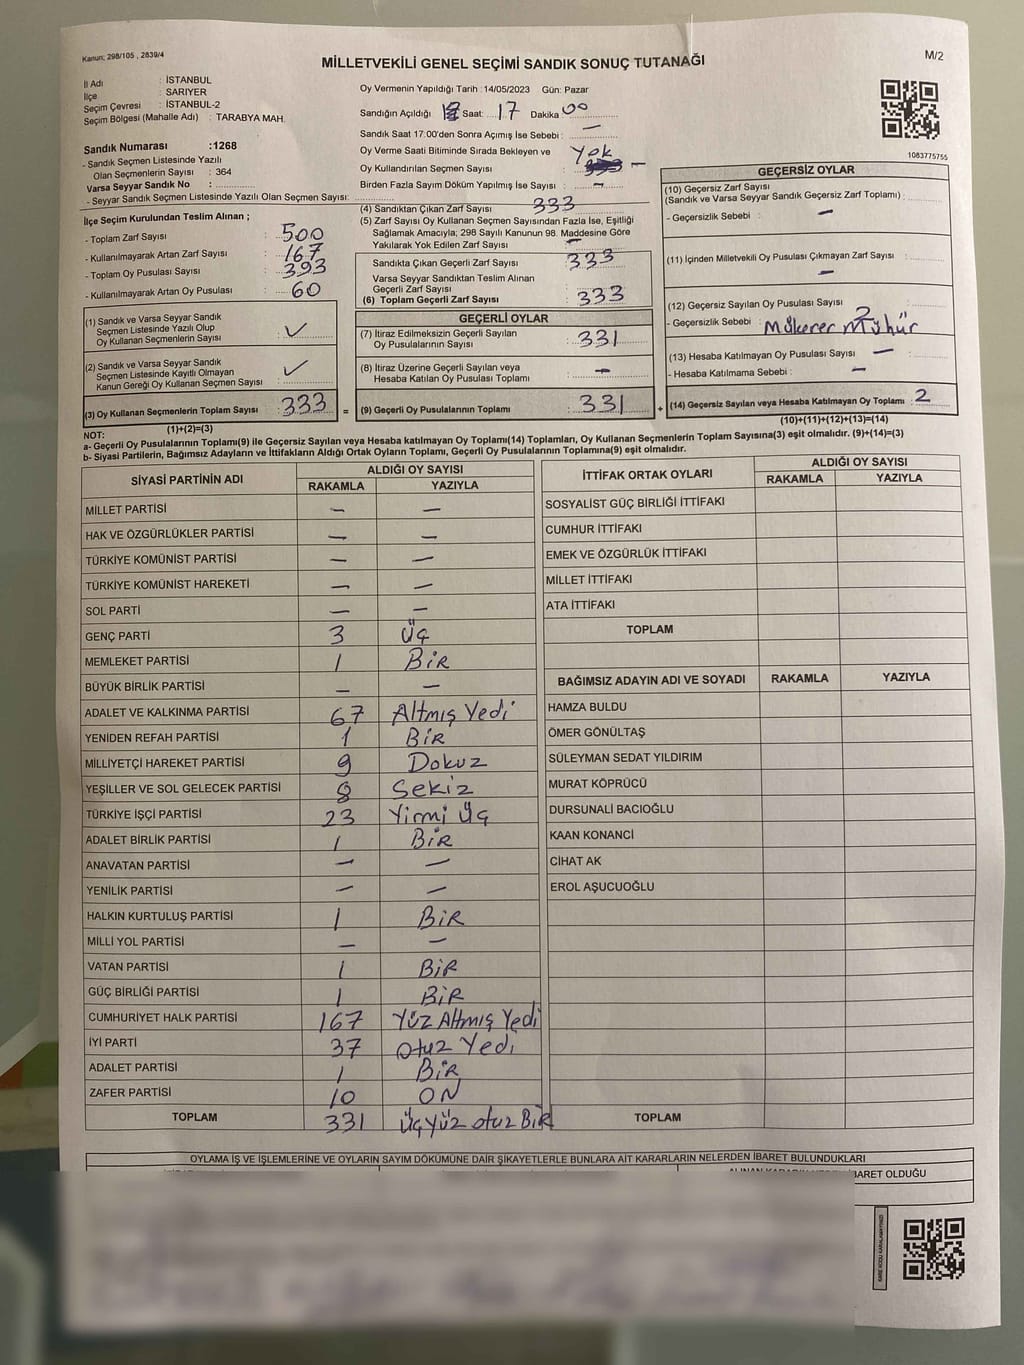 Kanun; 298/105 , 2839/4
MİLLETVEKİLİ GENEL SEÇİMİ SANDIK SONUÇ TUTANAĞI
M/2
İl Adı : İSTANBUL
İlçe : SARIYER
Seçim Çevresi : İSTANBUL-2
Seçim Bölgesi (Mahalle Adı) : TARABYA MAH.
Sandık Numarası :1268
- Sandık Seçmen Listesinde Yazılı
Olan Seçmenlerin Sayısı : 364
Varsa Seyyar Sandık No :
- Seyyar Sandık Seçmen Listesinde Yazılı Olan Seçmen Sayısı:
İlçe Seçim Kurulundan Teslim Alınan ;
- Toplam Zarf Sayısı : 500
- Kullanılmayarak Artan Zarf Sayısı : 167
- Toplam Oy Pusulası Sayısı : 393
- Kullanılmayarak Artan Oy Pusulası : 60
(1) Sandık ve Varsa Seyyar Sandık
Seçmen Listesinde Yazılı Olup
Oy Kullanan Seçmenlerin Sayısı : ✓
(2) Sandık ve Varsa Seyyar Sandık
Seçmen Listesinde Kayıtlı Olmayan
Kanun Gereği Oy Kullanan Seçmen Sayısı : ✓
(3) Oy Kullanan Seçmenlerin Toplam Sayısı : 333 =
(1)+(2)=(3)
Oy Vermenin Yapıldığı Tarih : 14/05/2023 Gün: Pazar
Sandığın Açıldığı Saat: 17 Dakika 00
Sandık Saat 17:00'den Sonra Açımış İse Sebebi : —
Oy Verme Saati Bitiminde Sırada Bekleyen ve Yok
Oy Kullandırılan Seçmen Sayısı : —
Birden Fazla Sayım Döküm Yapılmış İse Sayısı : —
(4) Sandıktan Çıkan Zarf Sayısı : 333
(5) Zarf Sayısı Oy Kullanan Seçmen Sayısından Fazla İse, Eşitliği
Sağlamak Amacıyla; 298 Sayılı Kanunun 98. Maddesine Göre
Yakılarak Yok Edilen Zarf Sayısı : —
Sandıkta Çıkan Geçerli Zarf Sayısı : 333
Varsa Seyyar Sandıktan Teslim Alınan
Geçerli Zarf Sayısı :
(6) Toplam Geçerli Zarf Sayısı : 333
GEÇERLİ OYLAR
(7) İtiraz Edilmeksizin Geçerli Sayılan
Oy Pusulalarının Sayısı : 331
(8) İtiraz Üzerine Geçerli Sayılan veya
Hesaba Katılan Oy Pusulası Toplamı : —
(9) Geçerli Oy Pusulalarının Toplamı : 331 +
1083775755
GEÇERSİZ OYLAR
(10) Geçersiz Zarf Sayısı
(Sandık ve Varsa Seyyar Sandık Geçersiz Zarf Toplamı) :
- Geçersizlik Sebebi : —
(11) İçinden Milletvekili Oy Pusulası Çıkmayan Zarf Sayısı :
—
(12) Geçersiz Sayılan Oy Pusulası Sayısı : 2
- Geçersizlik Sebebi : Mükerer Mühür
(13) Hesaba Katılmayan Oy Pusulası Sayısı : —
- Hesaba Katılmama Sebebi : —
(14) Geçersiz Sayılan veya Hesaba Katılmayan Oy Toplamı : 2
(10)+(11)+(12)+(13)=(14)
NOT:
a- Geçerli Oy Pusulalarının Toplamı(9) ile Geçersiz Sayılan veya Hesaba katılmayan Oy Toplamı(14) Toplamları, Oy Kullanan Seçmenlerin Toplam Sayısına(3) eşit olmalıdır. (9)+(14)=(3)
b- Siyasi Partilerin, Bağımsız Adayların ve İttifakların Aldığı Ortak Oyların Toplamı, Geçerli Oy Pusulalarının Toplamına(9) eşit olmalıdır.
SİYASİ PARTİNİN ADI ALDIĞI OY SAYISI
RAKAMLA YAZIYLA
MİLLET PARTİSİ — —
HAK VE ÖZGÜRLÜKLER PARTİSİ — —
TÜRKİYE KOMÜNİST PARTİSİ — —
TÜRKİYE KOMÜNİST HAREKETİ — —
SOL PARTİ — —
GENÇ PARTİ 3 Üç
MEMLEKET PARTİSİ 1 BİR
BÜYÜK BİRLİK PARTİSİ — —
ADALET VE KALKINMA PARTİSİ 67 Altmış Yedi
YENİDEN REFAH PARTİSİ 1 BİR
MİLLİYETÇİ HAREKET PARTİSİ 9 Dokuz
YEŞİLLER VE SOL GELECEK PARTİSİ 8 Sekiz
TÜRKİYE İŞÇİ PARTİSİ 23 Yirmi Üç
ADALET BİRLİK PARTİSİ 1 BİR
ANAVATAN PARTİSİ — —
YENİLİK PARTİSİ — —
HALKIN KURTULUŞ PARTİSİ 1 BİR
MİLLİ YOL PARTİSİ — —
VATAN PARTİSİ 1 BİR
GÜÇ BİRLİĞİ PARTİSİ 1 BİR
CUMHURİYET HALK PARTİSİ 167 Yüz Altmış Yedi
İYİ PARTİ 37 otuz Yedi
ADALET PARTİSİ 1 BİR
ZAFER PARTİSİ 10 ON
TOPLAM 331 Üçyüz otuz BİR
İTTİFAK ORTAK OYLARI ALDIĞI OY SAYISI
RAKAMLA YAZIYLA
SOSYALİST GÜÇ BİRLİĞİ İTTİFAKI
CUMHUR İTTİFAKI
EMEK VE ÖZGÜRLÜK İTTİFAKI
MİLLET İTTİFAKI
ATA İTTİFAKI
TOPLAM
BAĞIMSIZ ADAYIN ADI VE SOYADI RAKAMLA YAZIYLA
HAMZA BULDU
ÖMER GÖNÜLTAŞ
SÜLEYMAN SEDAT YILDIRIM
MURAT KÖPRÜCÜ
DURSUNALİ BACIOĞLU
KAAN KONANCİ
CİHAT AK
EROL AŞUCUOĞLU
TOPLAM
OYLAMA İŞ VE İŞLEMLERİNE VE OYLARIN SAYIM DÖKÜMÜNE DAİR ŞİKAYETLERLE BUNLARA AİT KARARLARIN NELERDEN İBARET BULUNDUKLARI
İBARET OLDUĞU
KARE KODU KARALAMAYINIZ!